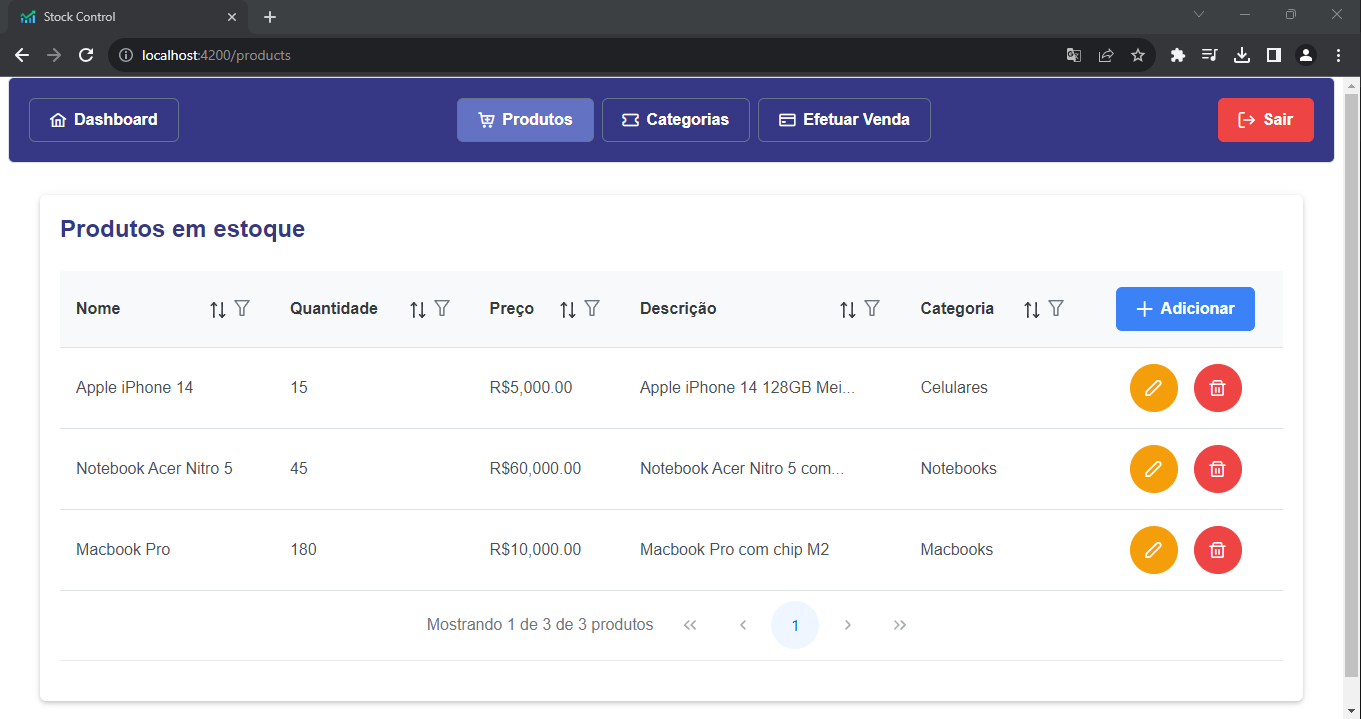 Stock Control
localhost:4200/products
Dashboard Produtos Categorias Efetuar Venda Sair
Produtos em estoque
Nome Quantidade Preço Descrição Categoria Adicionar
Apple iPhone 14 15 R$5,000.00 Apple iPhone 14 128GB Mei... Celulares
Notebook Acer Nitro 5 45 R$60,000.00 Notebook Acer Nitro 5 com... Notebooks
Macbook Pro 180 R$10,000.00 Macbook Pro com chip M2 Macbooks
Mostrando 1 de 3 de 3 produtos 1